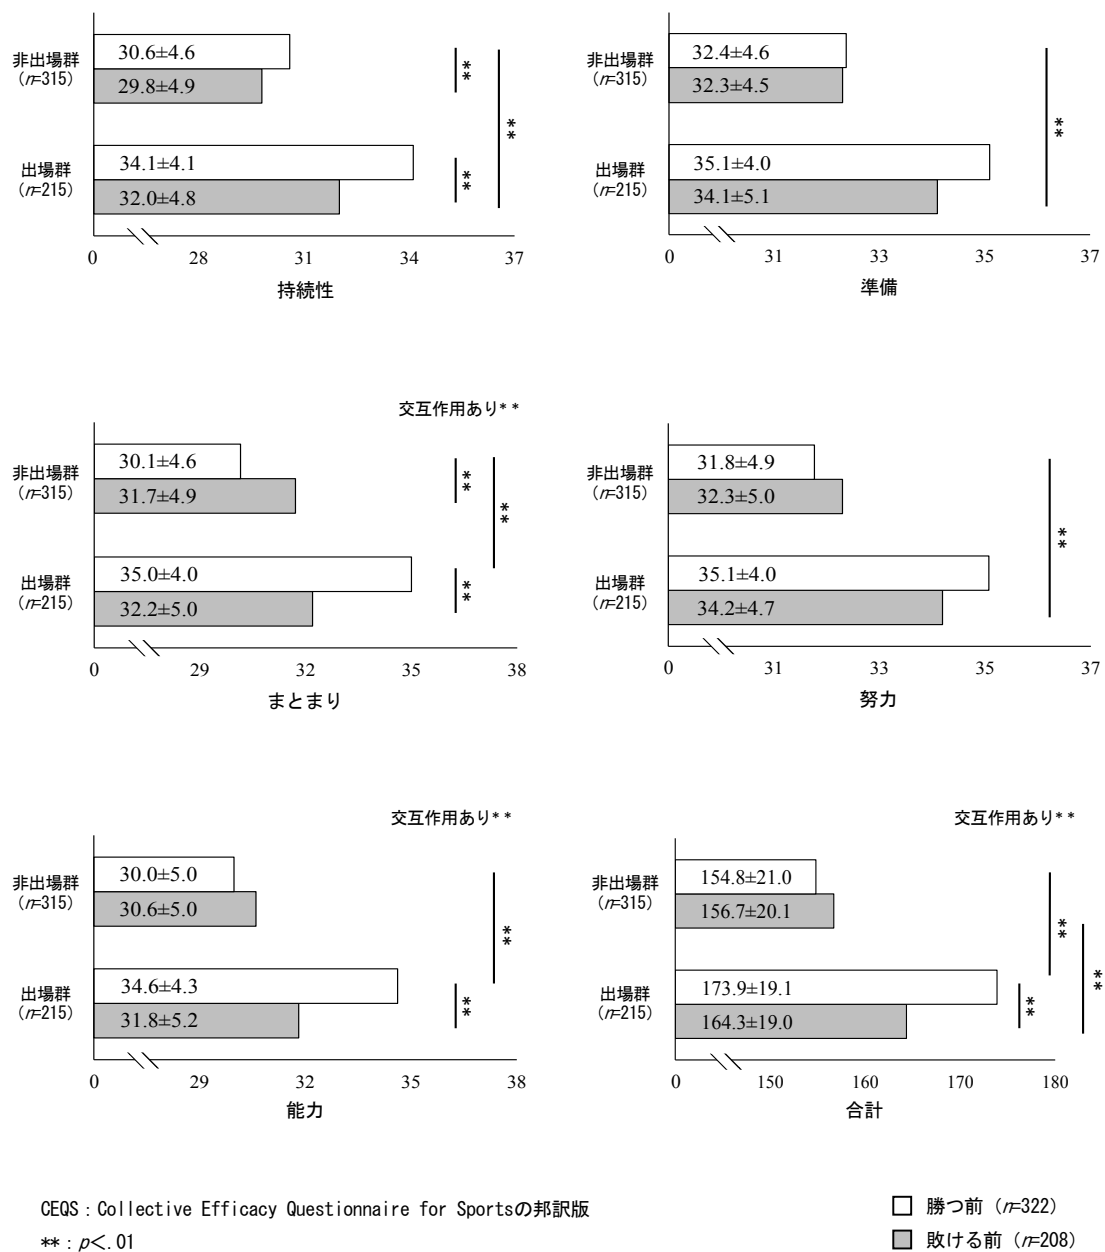 非出場群
(n=315)
30.6±4.6
29.8±4.9
**
**
出場群
(n=215)
34.1±4.1
32.0±4.8
**
0 28 31 34 37
持続性
非出場群
(n=315)
32.4±4.6
32.3±4.5
**
出場群
(n=215)
35.1±4.0
34.1±5.1
0 31 33 35 37
準備
交互作用あり**
非出場群
(n=315)
30.1±4.6
31.7±4.9
**
**
出場群
(n=215)
35.0±4.0
32.2±5.0
**
0 29 32 35 38
まとまり
非出場群
(n=315)
31.8±4.9
32.3±5.0
**
出場群
(n=215)
35.1±4.0
34.2±4.7
0 31 33 35 37
努力
交互作用あり**
非出場群
(n=315)
30.0±5.0
30.6±5.0
**
出場群
(n=215)
34.6±4.3
31.8±5.2
**
0 29 32 35 38
能力
交互作用あり**
非出場群
(n=315)
154.8±21.0
156.7±20.1
**
**
出場群
(n=215)
173.9±19.1
164.3±19.0
**
0 150 160 170 180
合計
CEQS：Collective Efficacy Questionnaire for Sportsの邦訳版
**：p<.01
勝つ前（n=322）
敗ける前（n=208）